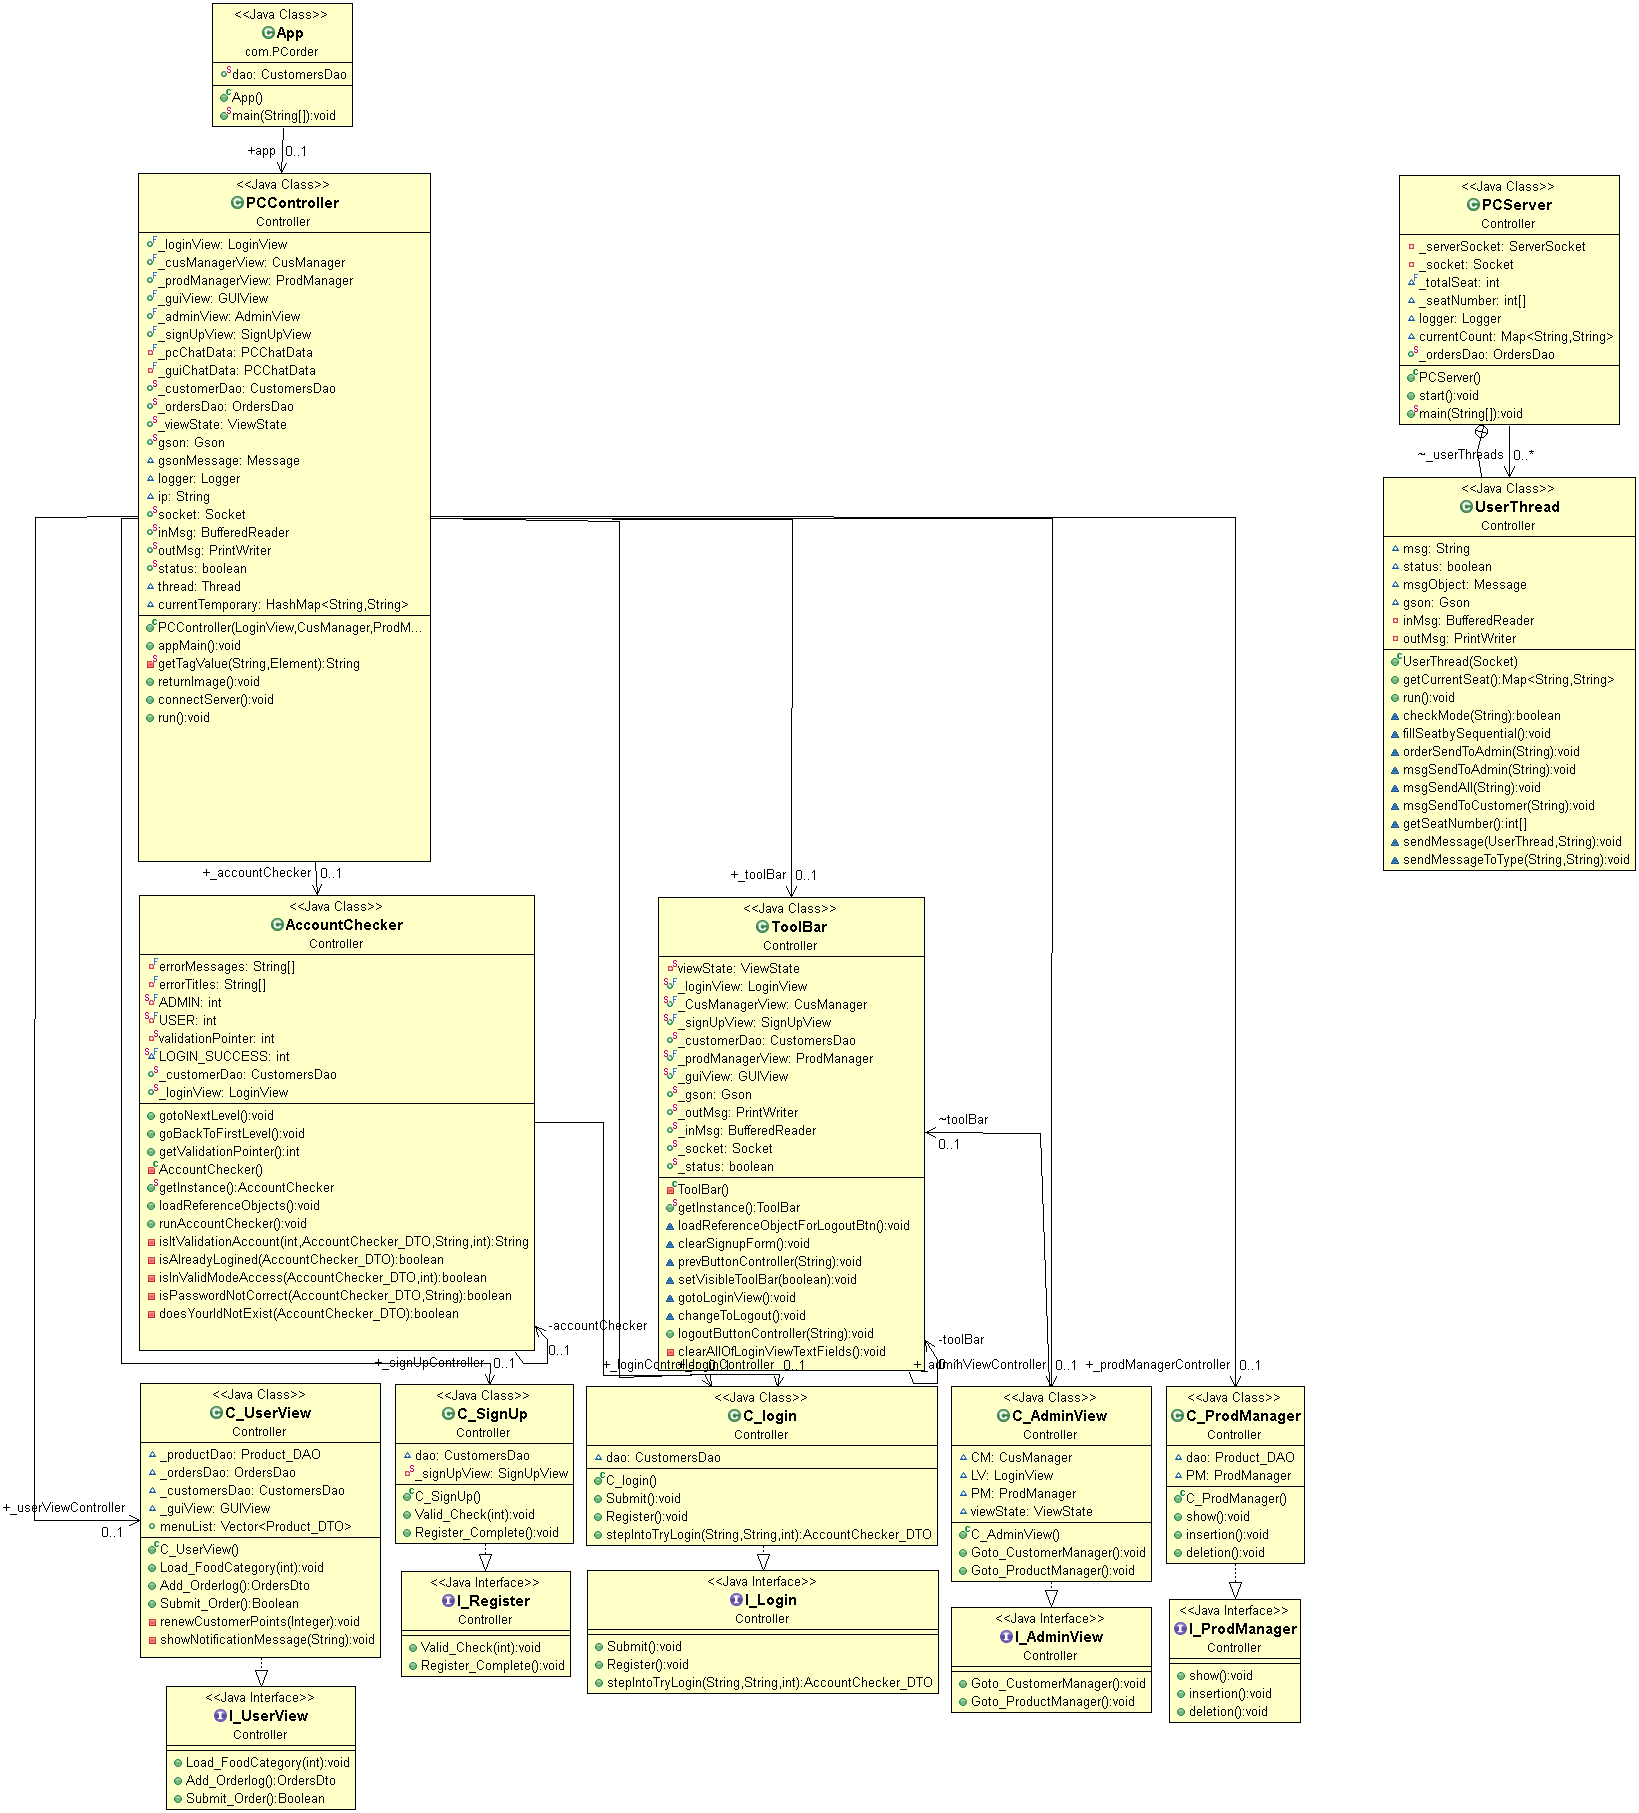 <<Java Class>>
App
com.PCorder
dao: CustomersDao
App()
main(String[]):void
+app 0..1
<<Java Class>>
PCController
Controller
_loginView: LoginView
_cusManagerView: CusManager
_prodManagerView: ProdManager
_guiView: GUIView
_adminView: AdminView
_signUpView: SignUpView
_pcChatData: PCChatData
_guiChatData: PCChatData
_customerDao: CustomersDao
_ordersDao: OrdersDao
_viewState: ViewState
gson: Gson
gsonMessage: Message
logger: Logger
ip: String
socket: Socket
inMsg: BufferedReader
outMsg: PrintWriter
status: boolean
thread: Thread
currentTemporary: HashMap<String,String>
PCController(LoginView,CusManager,ProdM...
appMain():void
getTagValue(String,Element):String
returnImage():void
connectServer():void
run():void
<<Java Class>>
PCServer
Controller
_serverSocket: ServerSocket
_socket: Socket
_totalSeat: int
_seatNumber: int[]
logger: Logger
currentCount: Map<String,String>
_ordersDao: OrdersDao
PCServer()
start():void
main(String[]):void
~_userThreads 0..*
<<Java Class>>
UserThread
Controller
msg: String
status: boolean
msgObject: Message
gson: Gson
inMsg: BufferedReader
outMsg: PrintWriter
UserThread(Socket)
getCurrentSeat():Map<String,String>
run():void
checkMode(String):boolean
fillSeatbySequential():void
orderSendToAdmin(String):void
msgSendToAdmin(String):void
msgSendAll(String):void
msgSendToCustomer(String):void
getSeatNumber():int[]
sendMessage(UserThread,String):void
sendMessageToType(String,String):void
+_accountChecker 0..1
<<Java Class>>
AccountChecker
Controller
errorMessages: String[]
errorTitles: String[]
ADMIN: int
USER: int
validationPointer: int
LOGIN_SUCCESS: int
_customerDao: CustomersDao
_loginView: LoginView
gotoNextLevel():void
goBackToFirstLevel():void
getValidationPointer():int
AccountChecker()
getInstance():AccountChecker
loadReferenceObjects():void
runAccountChecker():void
isItValidationAccount(int,AccountChecker_DTO,String,int):String
isAlreadyLogined(AccountChecker_DTO):boolean
isInValidModeAccess(AccountChecker_DTO,int):boolean
isPasswordNotCorrect(AccountChecker_DTO,String):boolean
doesYourIdNotExist(AccountChecker_DTO):boolean
-accountChecker
0..1
+_toolBar 0..1
<<Java Class>>
ToolBar
Controller
viewState: ViewState
_loginView: LoginView
_CusManagerView: CusManager
_signUpView: SignUpView
_customerDao: CustomersDao
_prodManagerView: ProdManager
_guiView: GUIView
_gson: Gson
_outMsg: PrintWriter
_inMsg: BufferedReader
_socket: Socket
_status: boolean
ToolBar()
getInstance():ToolBar
loadReferenceObjectForLogoutBtn():void
clearSignupForm():void
prevButtonController(String):void
setVisibleToolBar(boolean):void
gotoLoginView():void
changeToLogout():void
logoutButtonController(String):void
clearAllOfLoginViewTextFields():void
~toolBar
0..1
-toolBar
+_signUpController 0..1
+_loginController
0..1
+_adminViewController 0..1
+_prodManagerController 0..1
+_userViewController
0..1
<<Java Class>>
C_UserView
Controller
_productDao: Product_DAO
_ordersDao: OrdersDao
_customersDao: CustomersDao
_guiView: GUIView
menuList: Vector<Product_DTO>
C_UserView()
Load_FoodCategory(int):void
Add_Orderlog():OrdersDto
Submit_Order():Boolean
renewCustomerPoints(Integer):void
showNotificationMessage(String):void
<<Java Interface>>
I_UserView
Controller
Load_FoodCategory(int):void
Add_Orderlog():OrdersDto
Submit_Order():Boolean
<<Java Class>>
C_SignUp
Controller
dao: CustomersDao
_signUpView: SignUpView
C_SignUp()
Valid_Check(int):void
Register_Complete():void
<<Java Interface>>
I_Register
Controller
Valid_Check(int):void
Register_Complete():void
<<Java Class>>
C_login
Controller
dao: CustomersDao
C_login()
Submit():void
Register():void
stepIntoTryLogin(String,String,int):AccountChecker_DTO
<<Java Interface>>
I_Login
Controller
Submit():void
Register():void
stepIntoTryLogin(String,String,int):AccountChecker_DTO
<<Java Class>>
C_AdminView
Controller
CM: CusManager
LV: LoginView
PM: ProdManager
viewState: ViewState
C_AdminView()
Goto_CustomerManager():void
Goto_ProductManager():void
<<Java Interface>>
I_AdminView
Controller
Goto_CustomerManager():void
Goto_ProductManager():void
<<Java Class>>
C_ProdManager
Controller
dao: Product_DAO
PM: ProdManager
C_ProdManager()
show():void
insertion():void
deletion():void
<<Java Interface>>
I_ProdManager
Controller
show():void
insertion():void
deletion():void